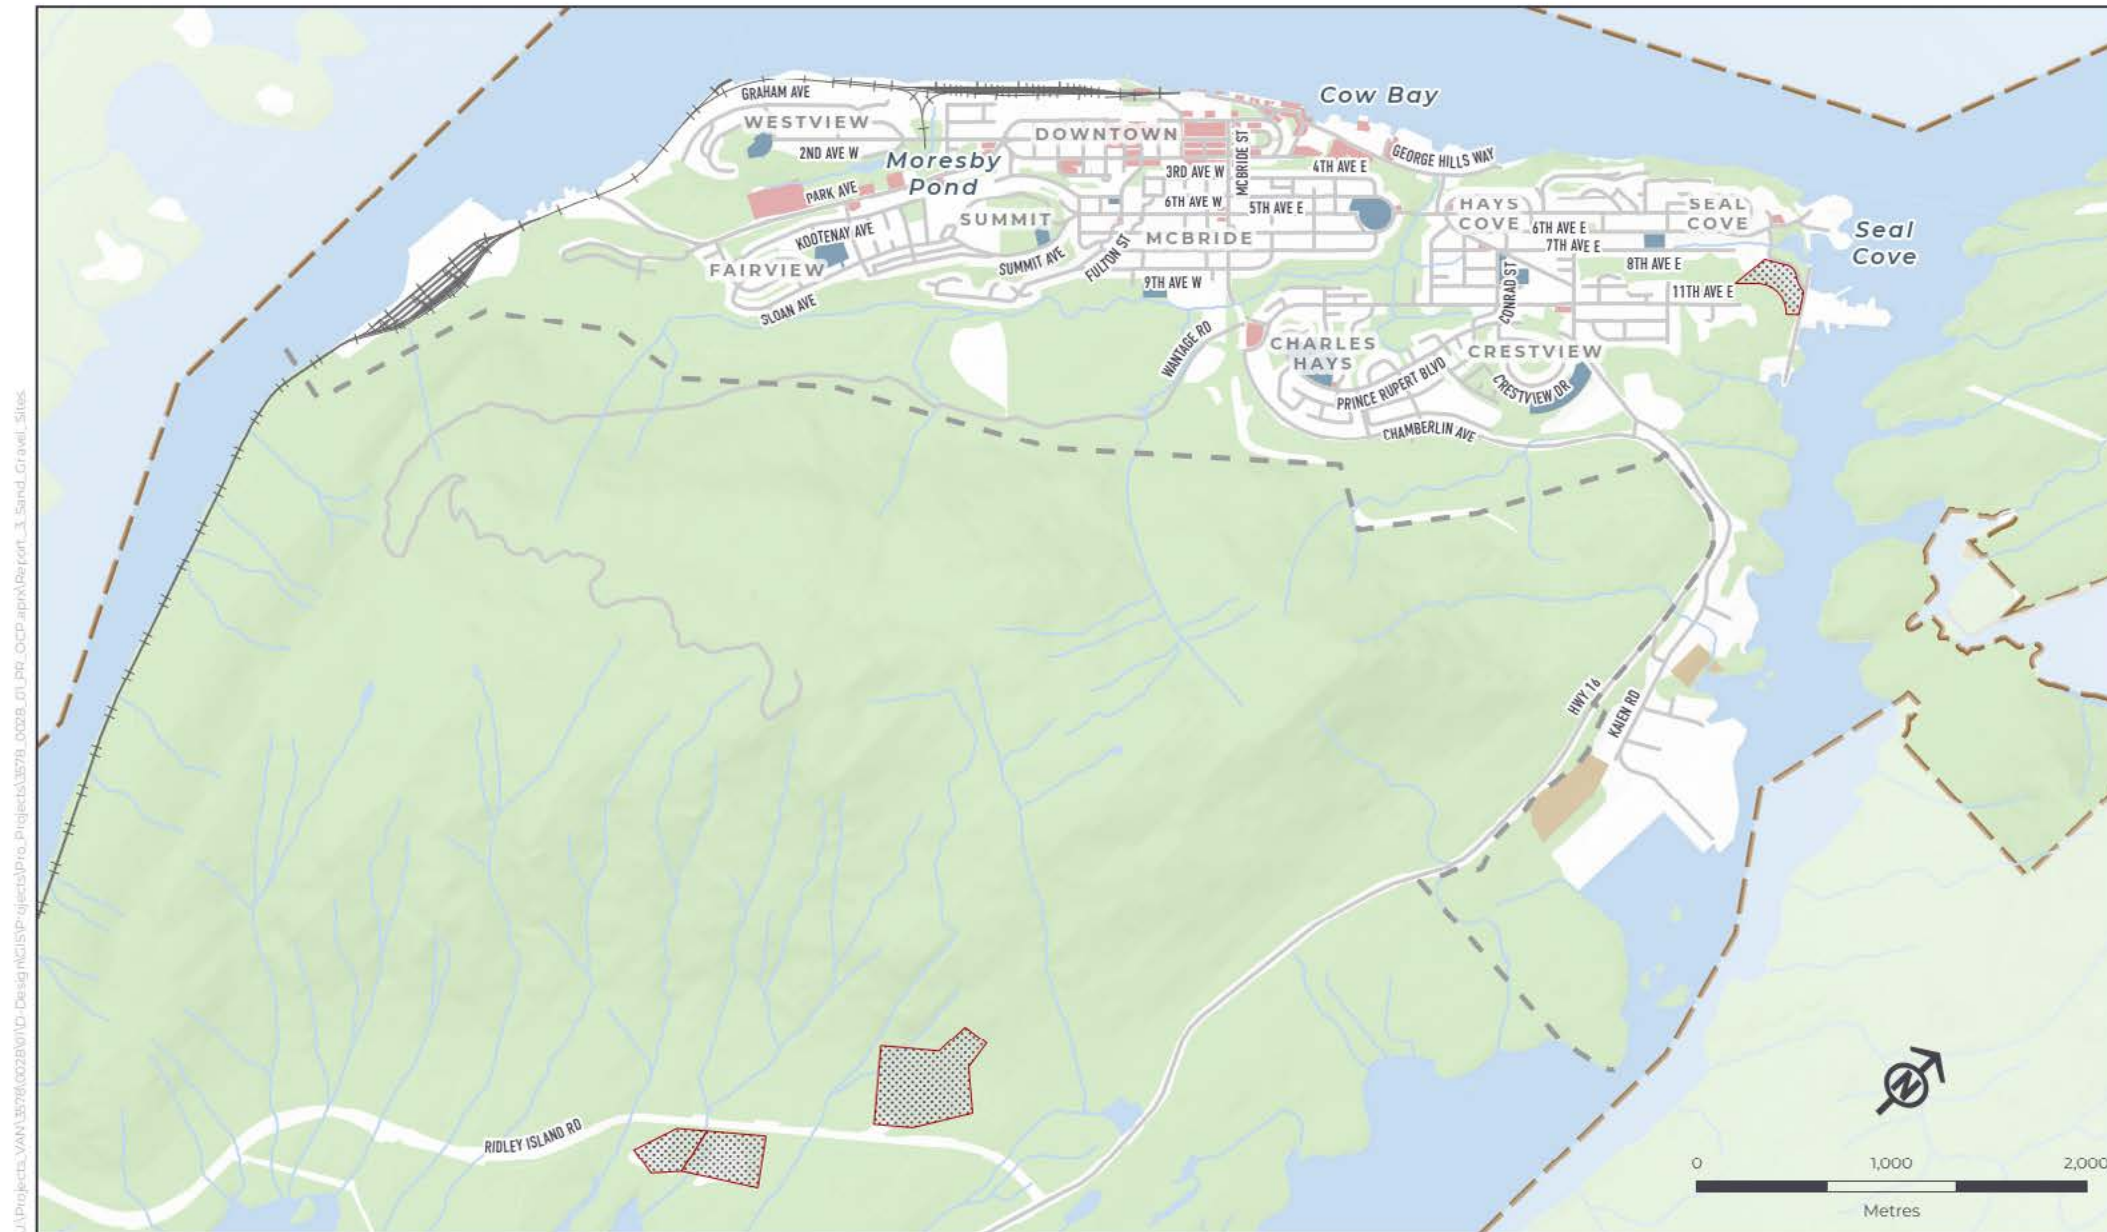 Cow Bay
GRAHAM AVE
WESTVIEW
DOWNTOWN
2ND AVE W
Moresby
Pond
MCBRIDE ST
GEORGE HILLS WAY
3RD AVE W
4TH AVE E
PARK AVE
6TH AVE W
5TH AVE E
SUMMIT
HAYS
COVE
SEAL
COVE
6TH AVE E
Seal
Cove
KOOTENAY AVE
MCBRIDE
7TH AVE E
FAIRVIEW
SUMMIT AVE
FULTON ST
8TH AVE E
9TH AVE W
CONRAD ST
11TH AVE E
SLOAN AVE
WANTAGE RD
CHARLES
HAYS
CRESTVIEW
PRINCE RUPERT BLVD
CRESTVIEW DR
CHAMBERLIN AVE
HWY 16
KAIEN RD
RIDLEY ISLAND RD
N
0 1,000 2,000
Metres